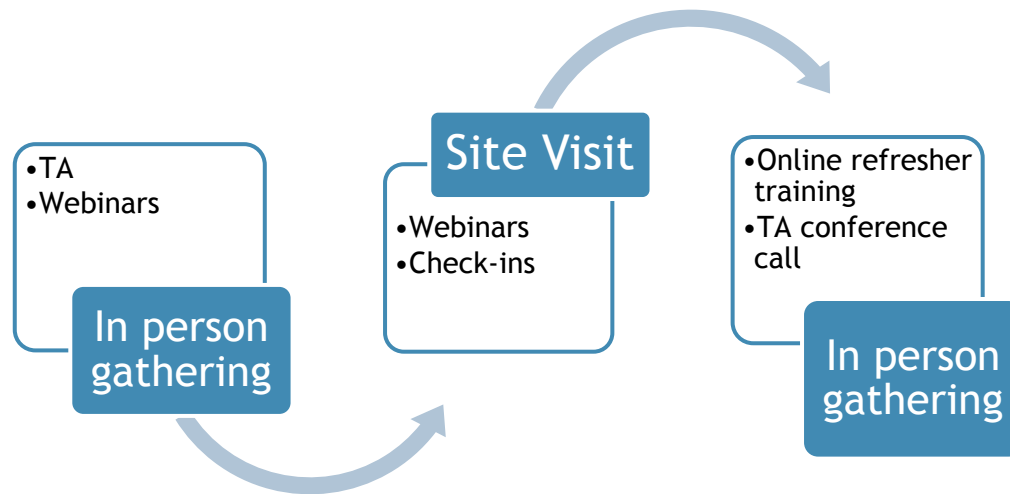 •TA
•Webinars
In person
gathering
Site Visit
•Webinars
•Check-ins
•Online refresher
training
•TA conference
call
In person
gathering